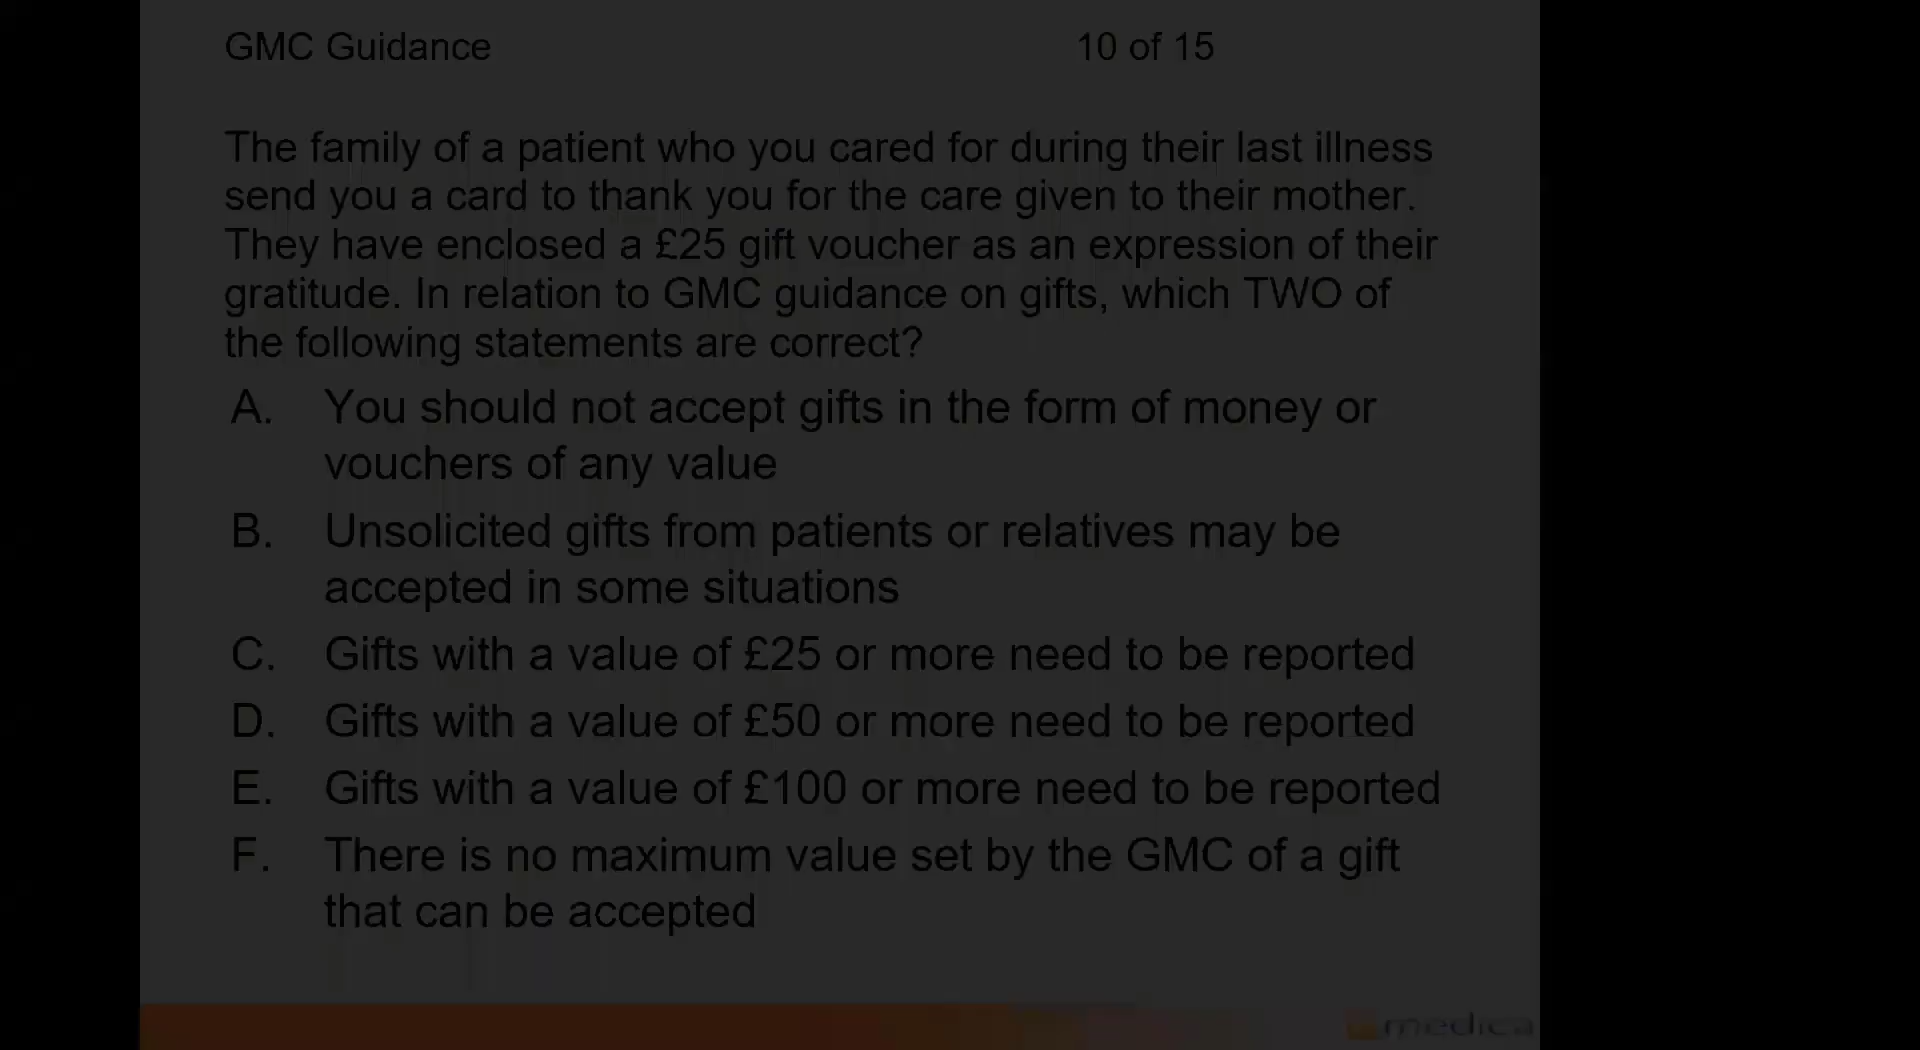 GMC Guidance 10 of 15
The family of a patient who you cared for during their last illness
send you a card to thank you for the care given to their mother.
They have enclosed a £25 gift voucher as an expression of their
gratitude. In relation to GMC guidance on gifts, which TWO of
the following statements are correct?
A. You should not accept gifts in the form of money or
vouchers of any value
B. Unsolicited gifts from patients or relatives may be
accepted in some situations
C. Gifts with a value of £25 or more need to be reported
D. Gifts with a value of £50 or more need to be reported
E. Gifts with a value of £100 or more need to be reported
F. There is no maximum value set by the GMC of a gift
that can be accepted
medica